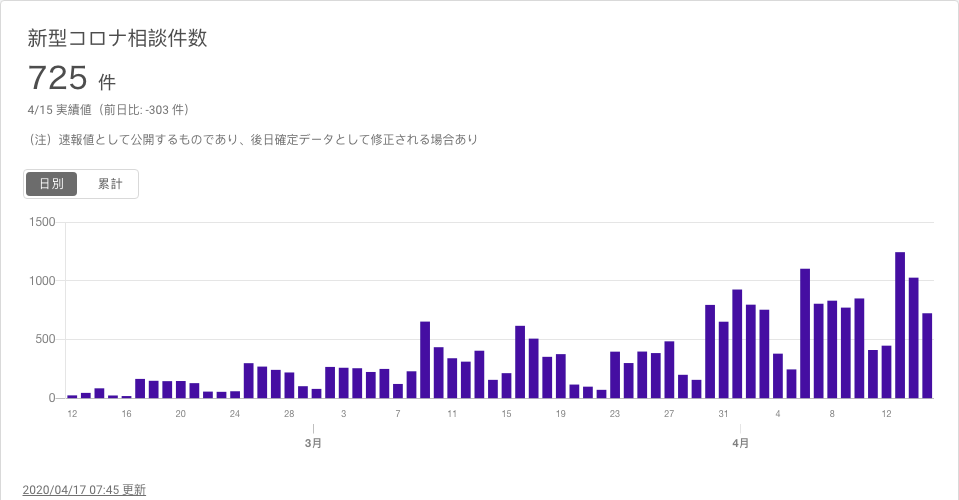 新型コロナ相談件数
725 件
4/15 実績値（前日比: -303 件）
（注）速報値として公開するものであり、後日確定データとして修正される場合あり
日別 累計
1500
1000
500
0
12 16 20 24 28 3 7 11 15 19 23 27 31 4 8 12
3月 4月
2020/04/17 07:45 更新